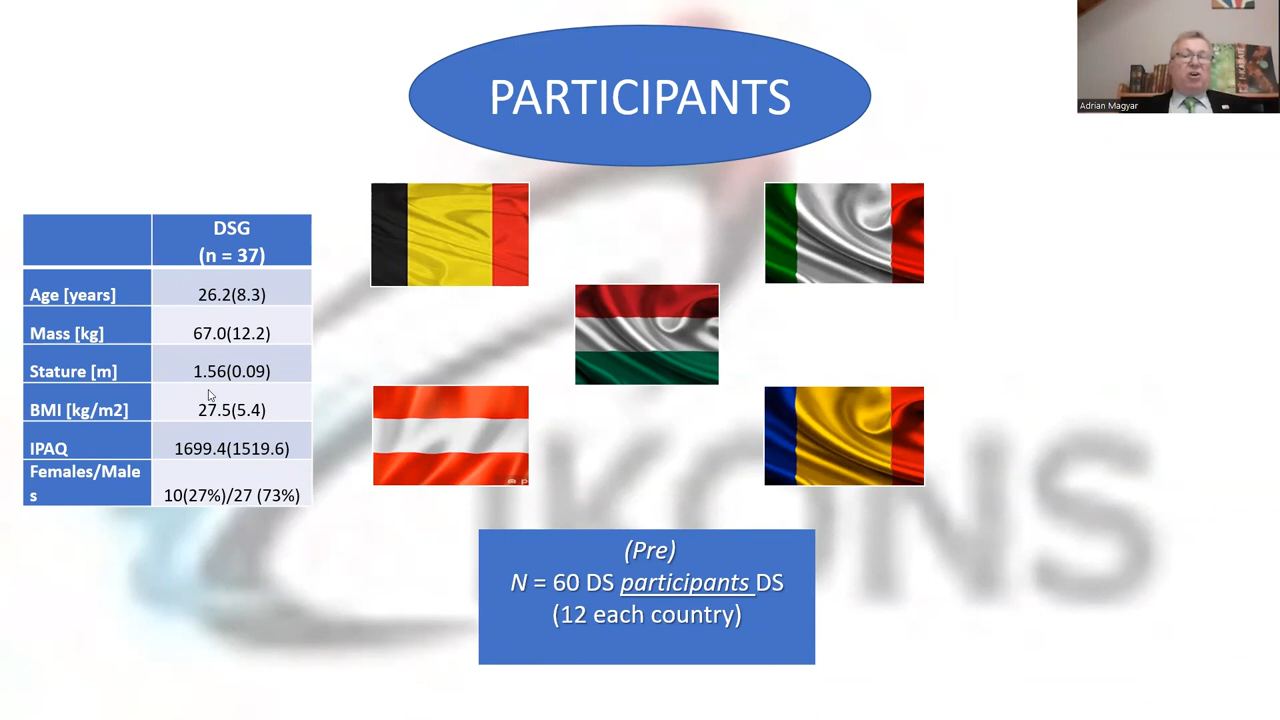 PARTICIPANTS
Adrian Magyar
DSG
(n = 37)
Age [years] 26.2(8.3)
Mass [kg] 67.0(12.2)
Stature [m] 1.56(0.09)
BMI [kg/m2] 27.5(5.4)
IPAQ 1699.4(1519.6)
Females/Male
s 10(27%)/27 (73%)
(Pre)
N = 60 DS participants DS
(12 each country)
IKONS